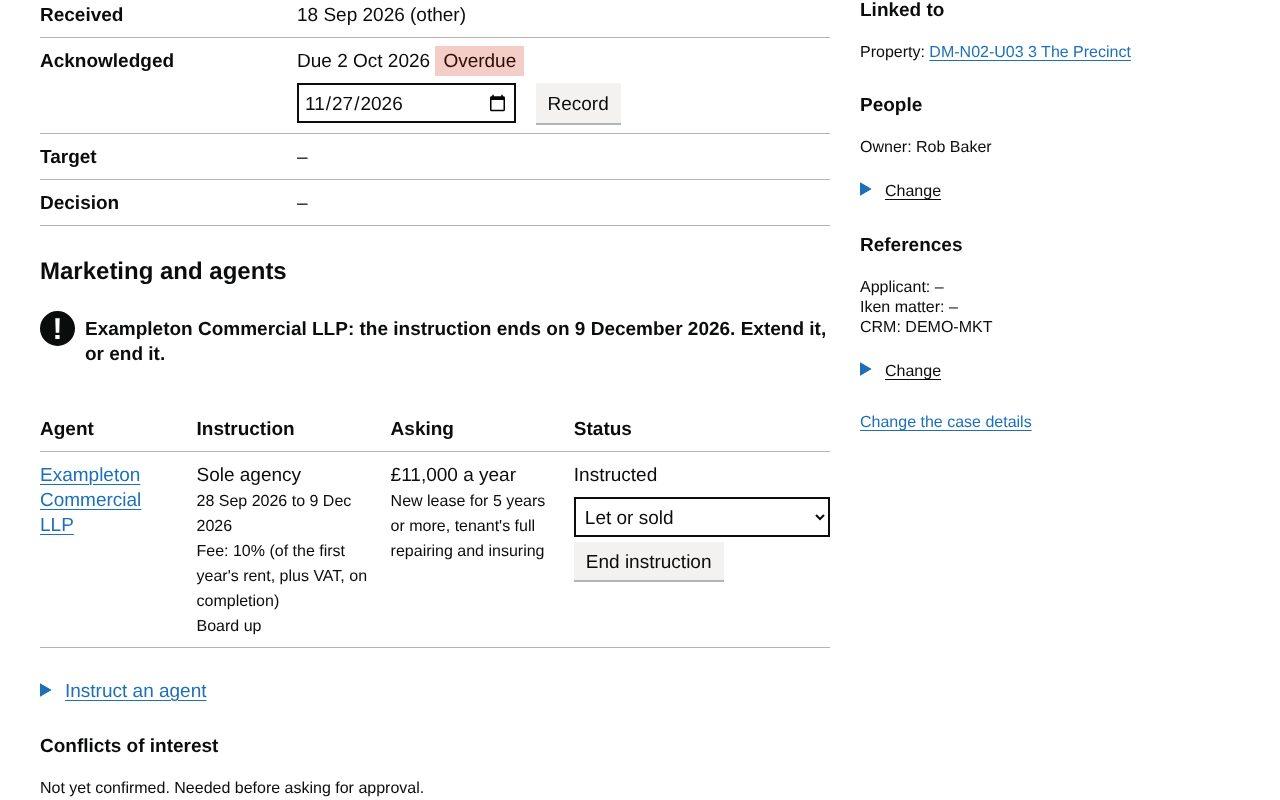 Received
18 Sep 2026 (other)
Acknowledged
Due 2 Oct 2026 Overdue
11/27/2026
Record
Target
–
Decision
–
Marketing and agents
! Exampleton Commercial LLP: the instruction ends on 9 December 2026. Extend it,
or end it.
Agent
Instruction
Asking
Status
Exampleton
Commercial
LLP
Sole agency
28 Sep 2026 to 9 Dec
2026
Fee: 10% (of the first
year's rent, plus VAT, on
completion)
Board up
£11,000 a year
New lease for 5 years
or more, tenant's full
repairing and insuring
Instructed
Let or sold
End instruction
Instruct an agent
Conflicts of interest
Not yet confirmed. Needed before asking for approval.
Linked to
Property: DM-N02-U03 3 The Precinct
People
Owner: Rob Baker
Change
References
Applicant: –
Iken matter: –
CRM: DEMO-MKT
Change
Change the case details